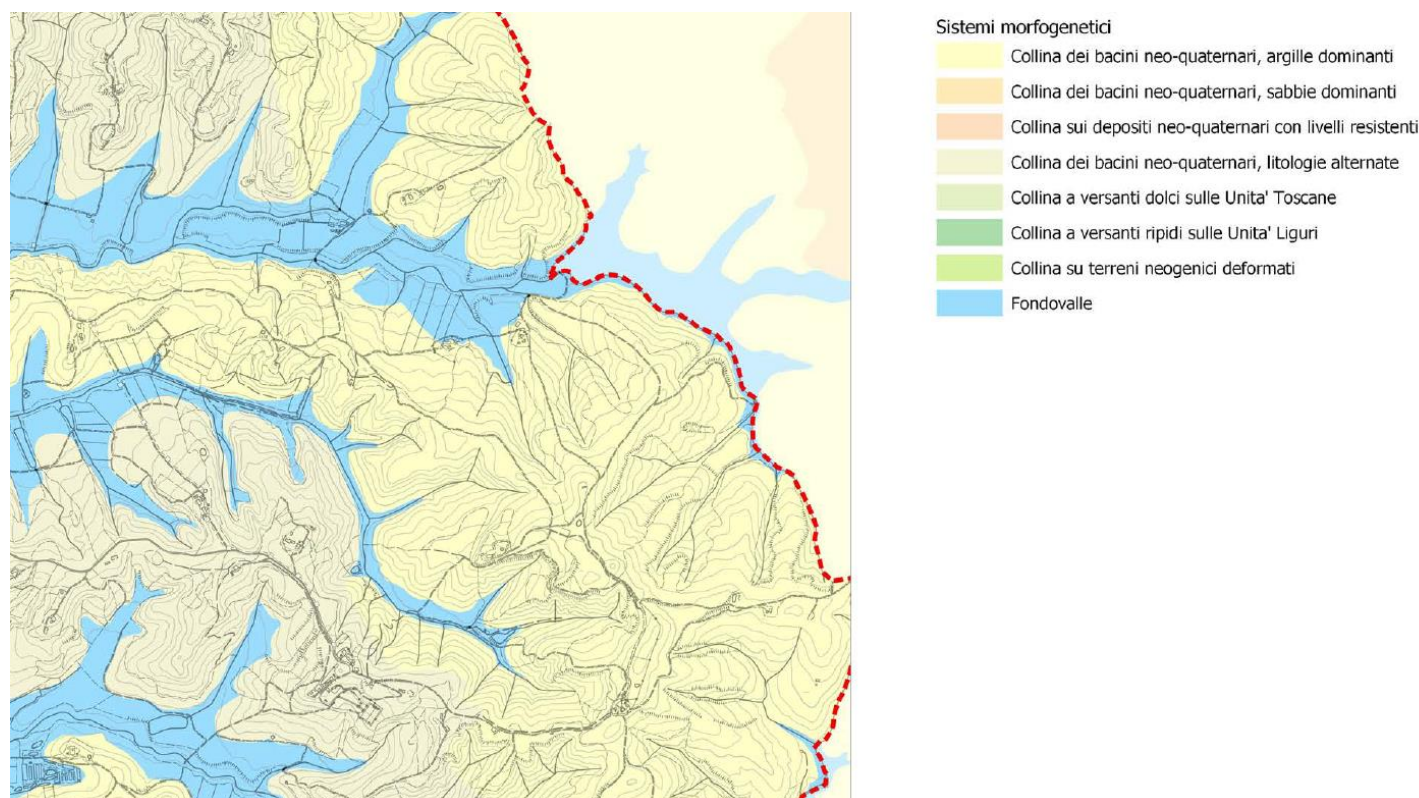 Sistemi morfogenetici
Collina dei bacini neo-quaternari, argille dominanti
Collina dei bacini neo-quaternari, sabbie dominanti
Collina sui depositi neo-quaternari con livelli resistenti
Collina dei bacini neo-quaternari, litologie alternate
Collina a versanti dolci sulle Unita' Toscane
Collina a versanti ripidi sulle Unita' Liguri
Collina su terreni neogenici deformati
Fondovalle